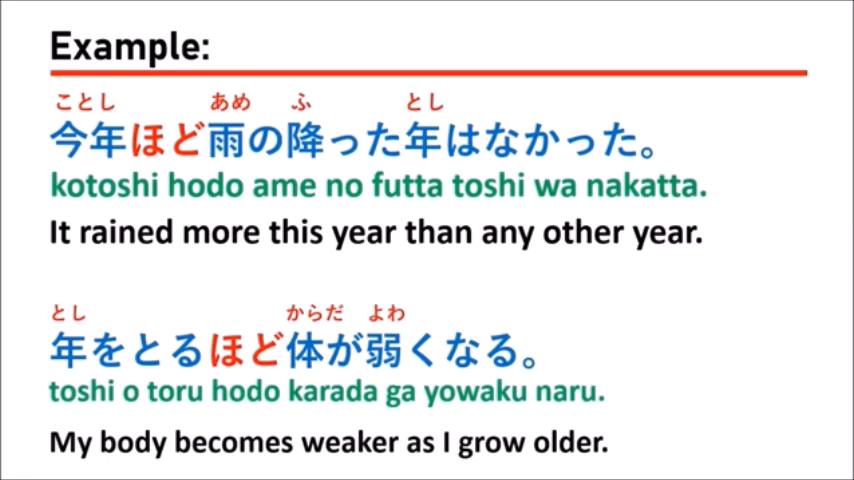 Example:
ことし あめ ふ とし
今年ほど雨の降った年はなかった。
kotoshi hodo ame no futta toshi wa nakatta.
It rained more this year than any other year.
とし からだ よわ
年をとるほど体が弱くなる。
toshi o toru hodo karada ga yowaku naru.
My body becomes weaker as I grow older.